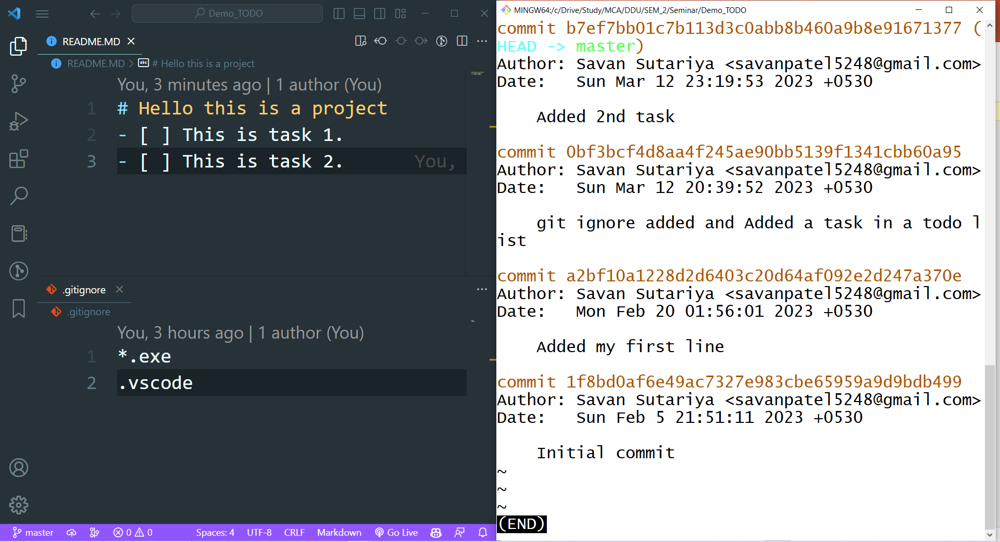 Demo_TODO
README.MD
README.MD > # Hello this is a project
You, 3 minutes ago | 1 author (You)
1 # Hello this is a project
2 - [ ] This is task 1.
3 - [ ] This is task 2. You,
.gitignore
.gitignore
You, 3 hours ago | 1 author (You)
1 *.exe
2 .vscode
master 0 0 Spaces: 4 UTF-8 CRLF Markdown Go Live
MINGW64:/c/Drive/Study/MCA/DDU/SEM_2/Seminar/Demo_TODO
commit b7ef7bb01c7b113d3c0abb8b460a9b8e91671377 (
HEAD -> master)
Author: Savan Sutariya <savanpatel5248@gmail.com>
Date:   Sun Mar 12 23:19:53 2023 +0530
Added 2nd task
commit 0bf3bcf4d8aa4f245ae90bb5139f1341cbb60a95
Author: Savan Sutariya <savanpatel5248@gmail.com>
Date:   Sun Mar 12 20:39:52 2023 +0530
git ignore added and Added a task in a todo l
ist
commit a2bf10a1228d2d6403c20d64af092e2d247a370e
Author: Savan Sutariya <savanpatel5248@gmail.com>
Date:   Mon Feb 20 01:56:01 2023 +0530
Added my first line
commit 1f8bd0af6e49ac7327e983cbe65959a9d9bdb499
Author: Savan Sutariya <savanpatel5248@gmail.com>
Date:   Sun Feb 5 21:51:11 2023 +0530
Initial commit
~
~
~
(END)